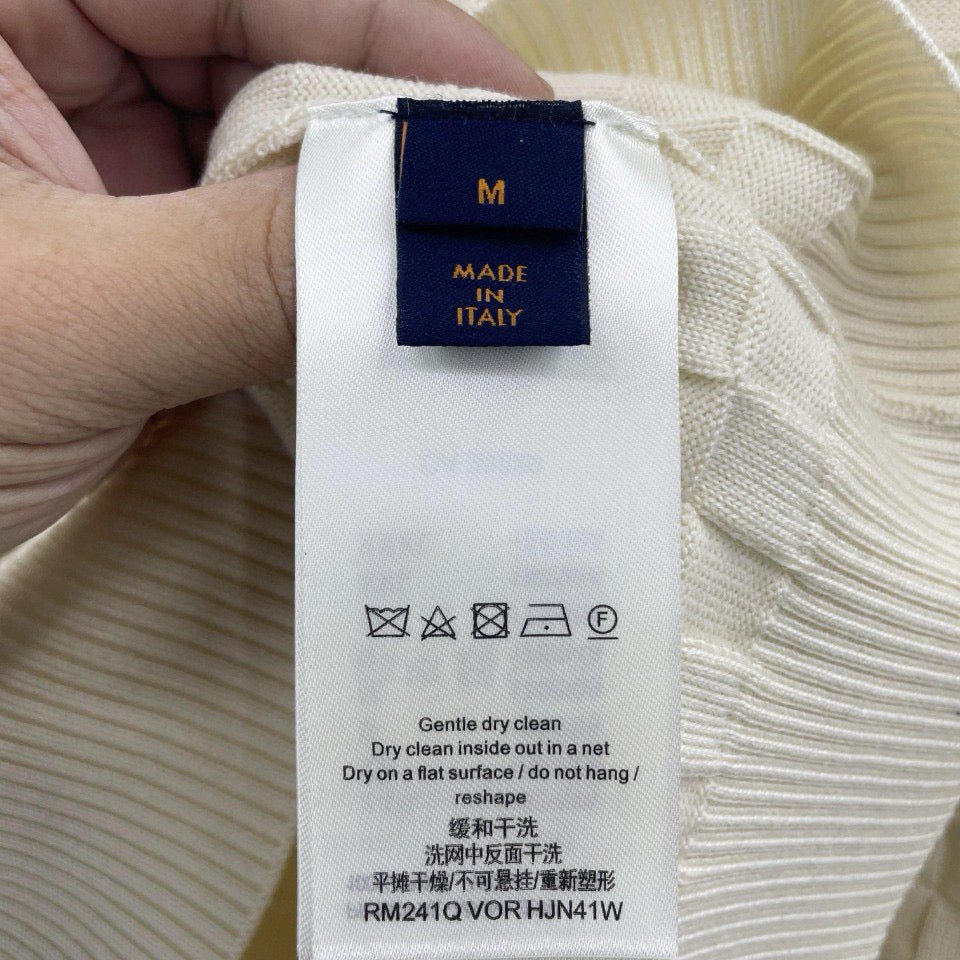 M
MADE
IN
ITALY
F
Gentle dry clean
Dry clean inside out in a net
Dry on a flat surface / do not hang /
reshape
缓和干洗
洗网中反面干洗
平摊干燥/不可悬挂/重新塑形
RM241Q VOR HJN41W